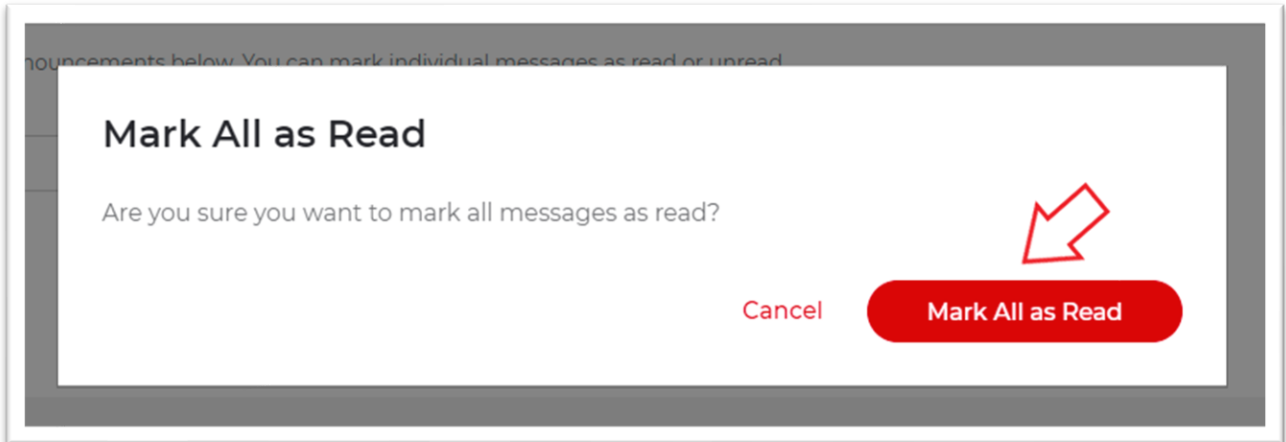 announcements below. You can mark individual messages as read or unread
Mark All as Read
Are you sure you want to mark all messages as read?
Cancel
Mark All as Read